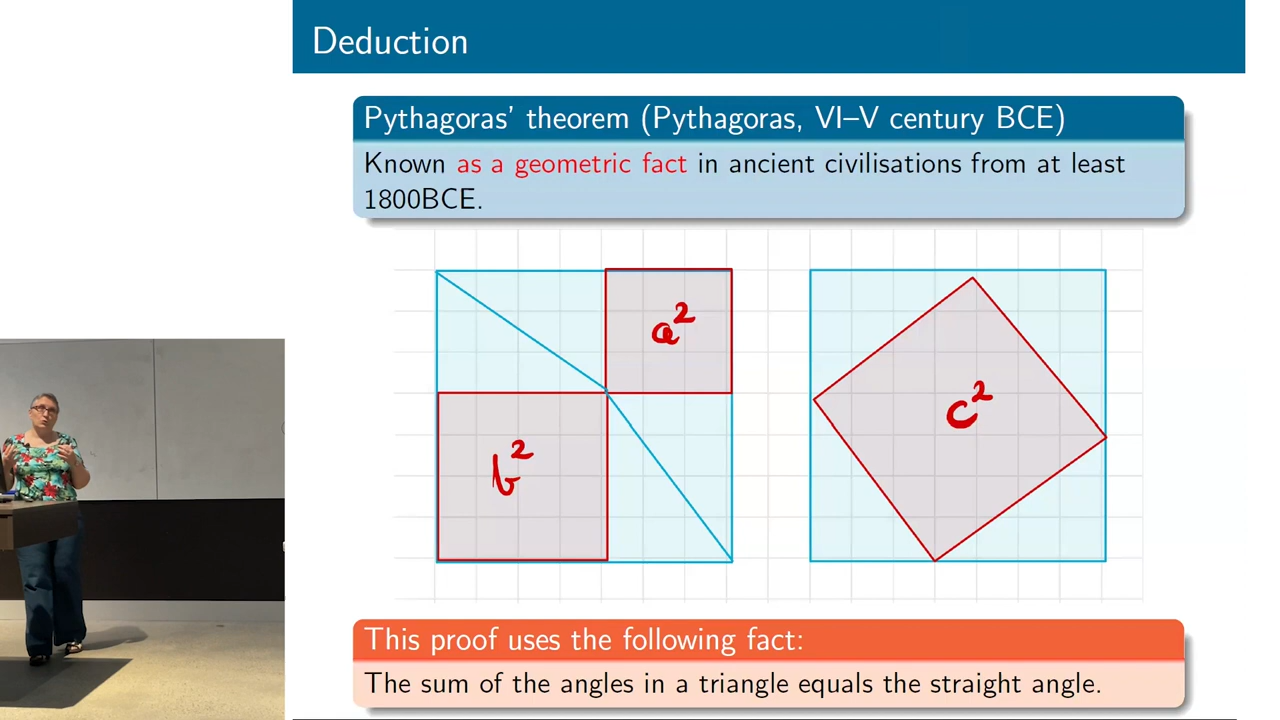 Deduction
Pythagoras' theorem (Pythagoras, VI–V century BCE)
Known as a geometric fact in ancient civilisations from at least
1800BCE.
a²
b²
c²
This proof uses the following fact:
The sum of the angles in a triangle equals the straight angle.